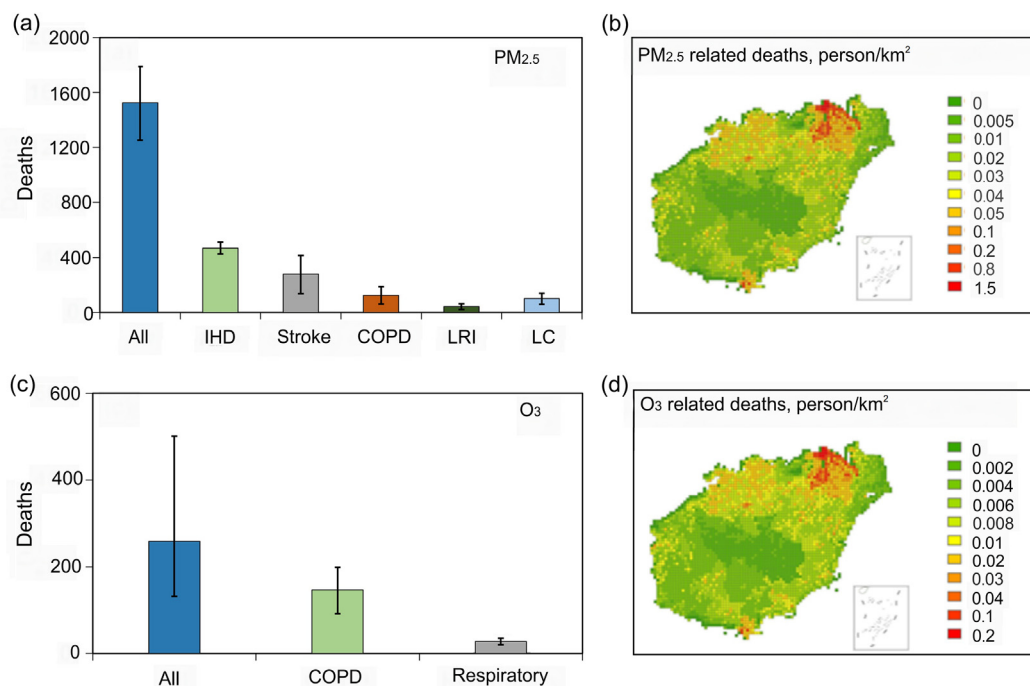 (a)
PM2.5
2000
1600
1200
800
400
0
Deaths
All IHD Stroke COPD LRI LC
(b)
PM2.5 related deaths, person/km²
0
0.005
0.01
0.02
0.03
0.04
0.05
0.1
0.2
0.8
1.5
(c)
O3
600
400
200
0
Deaths
All COPD Respiratory
(d)
O3 related deaths, person/km²
0
0.002
0.004
0.006
0.008
0.01
0.02
0.03
0.04
0.1
0.2